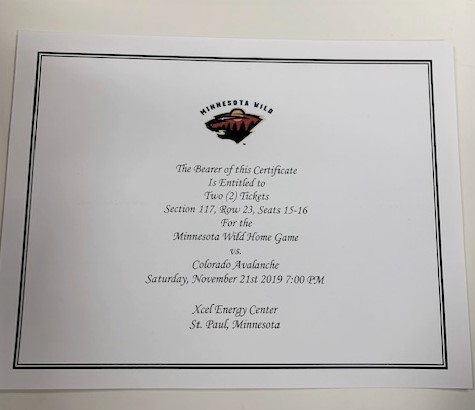 MINNESOTA WILD
The Bearer of this Certificate
Is Entitled to
Two (2) Tickets
Section 117, Row 23, Seats 15-16
For the
Minnesota Wild Home Game
vs.
Colorado Avalanche
Saturday, November 21st 2019 7:00 PM
Xcel Energy Center
St. Paul, Minnesota